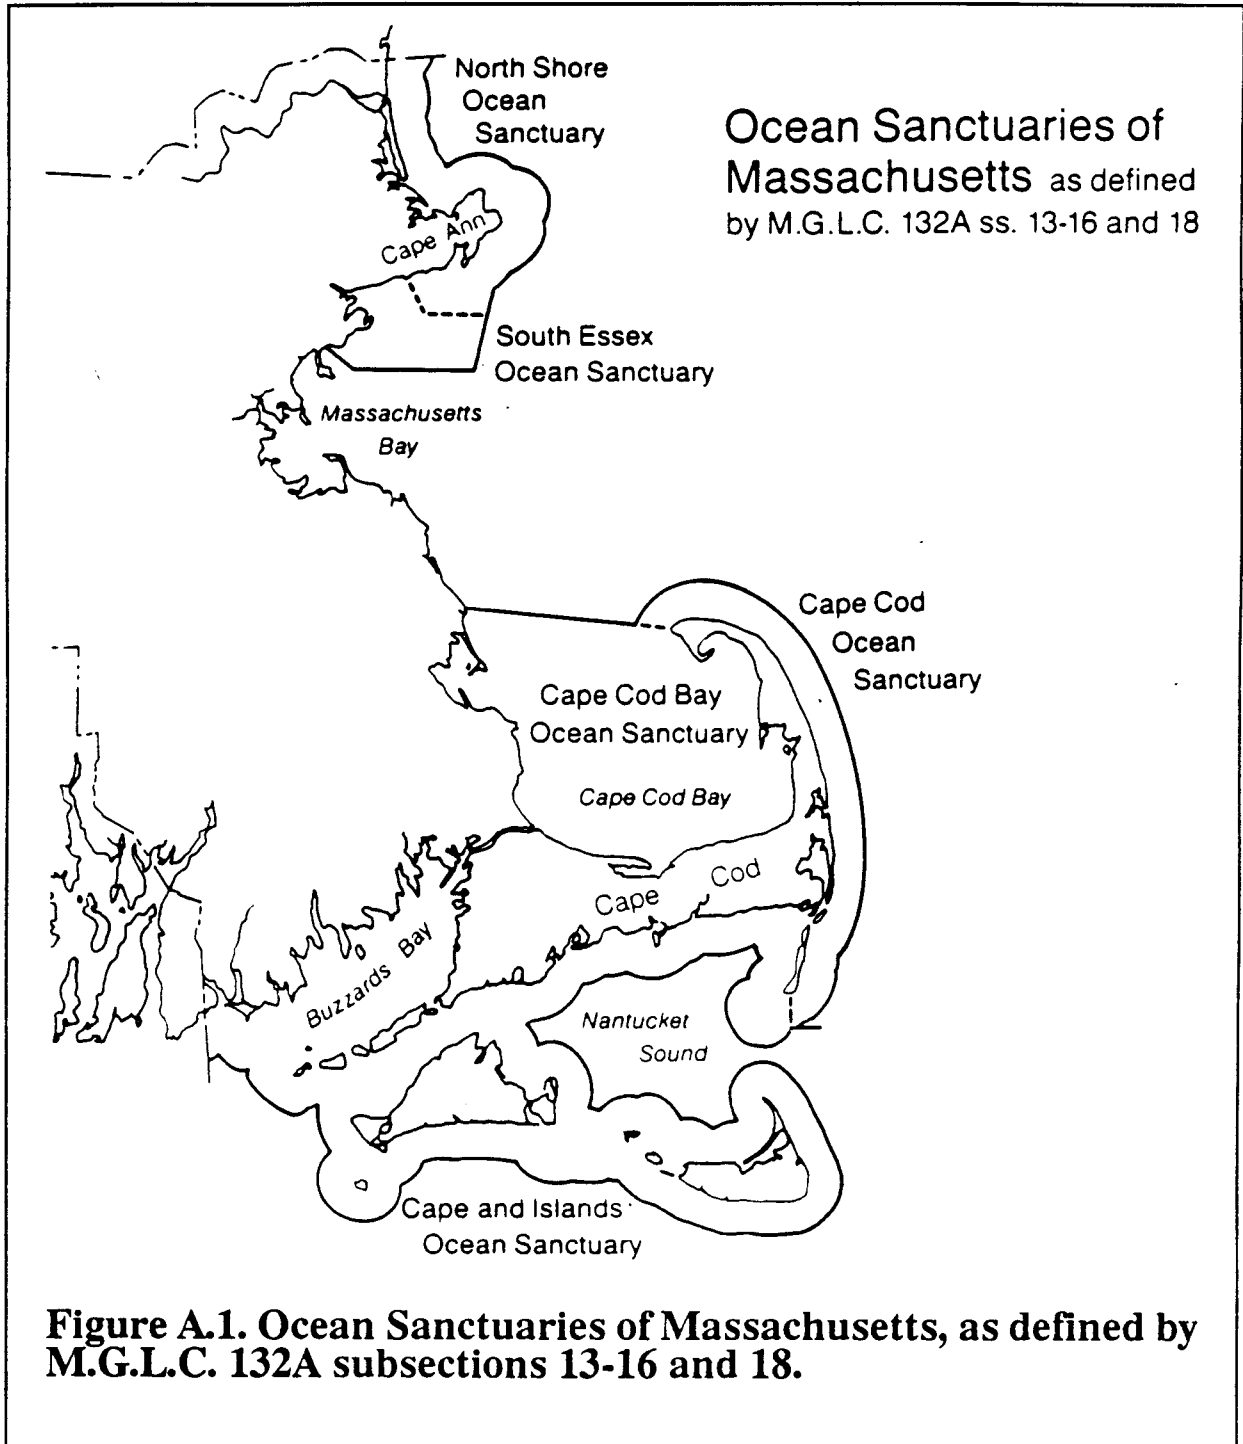 North Shore
Ocean
Sanctuary
Ocean Sanctuaries of
Massachusetts as defined
by M.G.L.C. 132A ss. 13-16 and 18
Cape Ann
South Essex
Ocean Sanctuary
Massachusetts
Bay
Cape Cod
Ocean
Sanctuary
Cape Cod Bay
Ocean Sanctuary
Cape Cod Bay
Cape Cod
Buzzards Bay
Nantucket
Sound
Cape and Islands
Ocean Sanctuary
Figure A.1. Ocean Sanctuaries of Massachusetts, as defined by
M.G.L.C. 132A subsections 13-16 and 18.